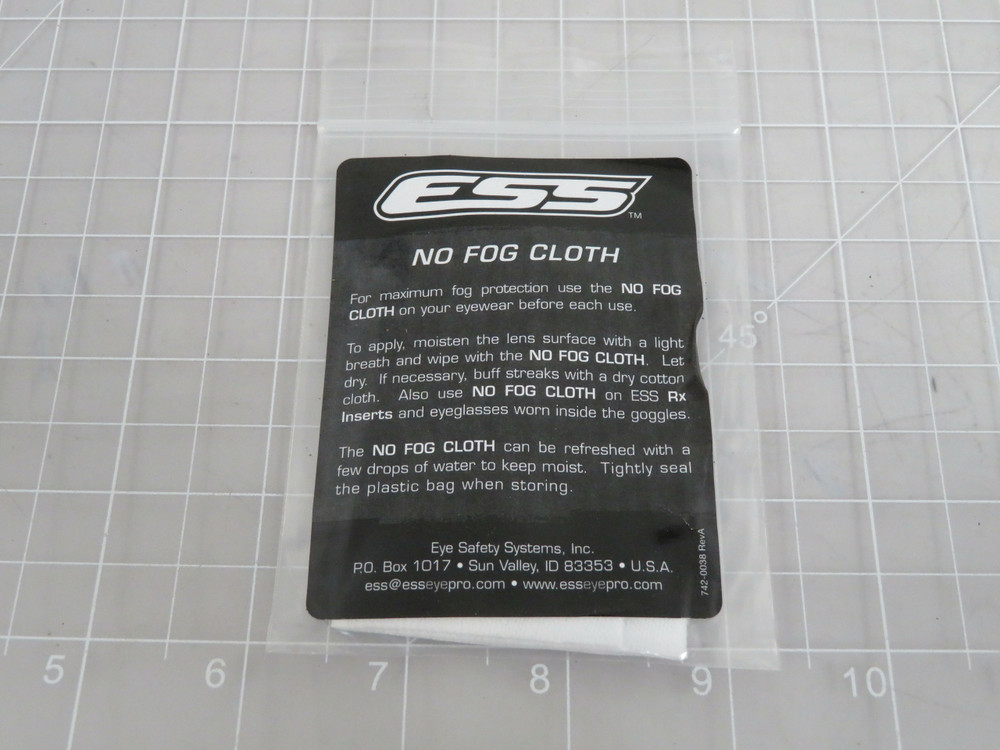 ESS
TM
NO FOG CLOTH
For maximum fog protection use the NO FOG
CLOTH on your eyewear before each use.
To apply, moisten the lens surface with a light
breath and wipe with the NO FOG CLOTH. Let
dry. If necessary, buff streaks with a dry cotton
cloth. Also use NO FOG CLOTH on ESS Rx
Inserts and eyeglasses worn inside the goggles.
The NO FOG CLOTH can be refreshed with a
few drops of water to keep moist. Tightly seal
the plastic bag when storing.
Eye Safety Systems, Inc.
P.O. Box 1017 • Sun Valley, ID 83353 • U.S.A.
ess@esseyepro.com • www.esseyepro.com
742-0038 RevA
45°
5 6 7 8 9 10